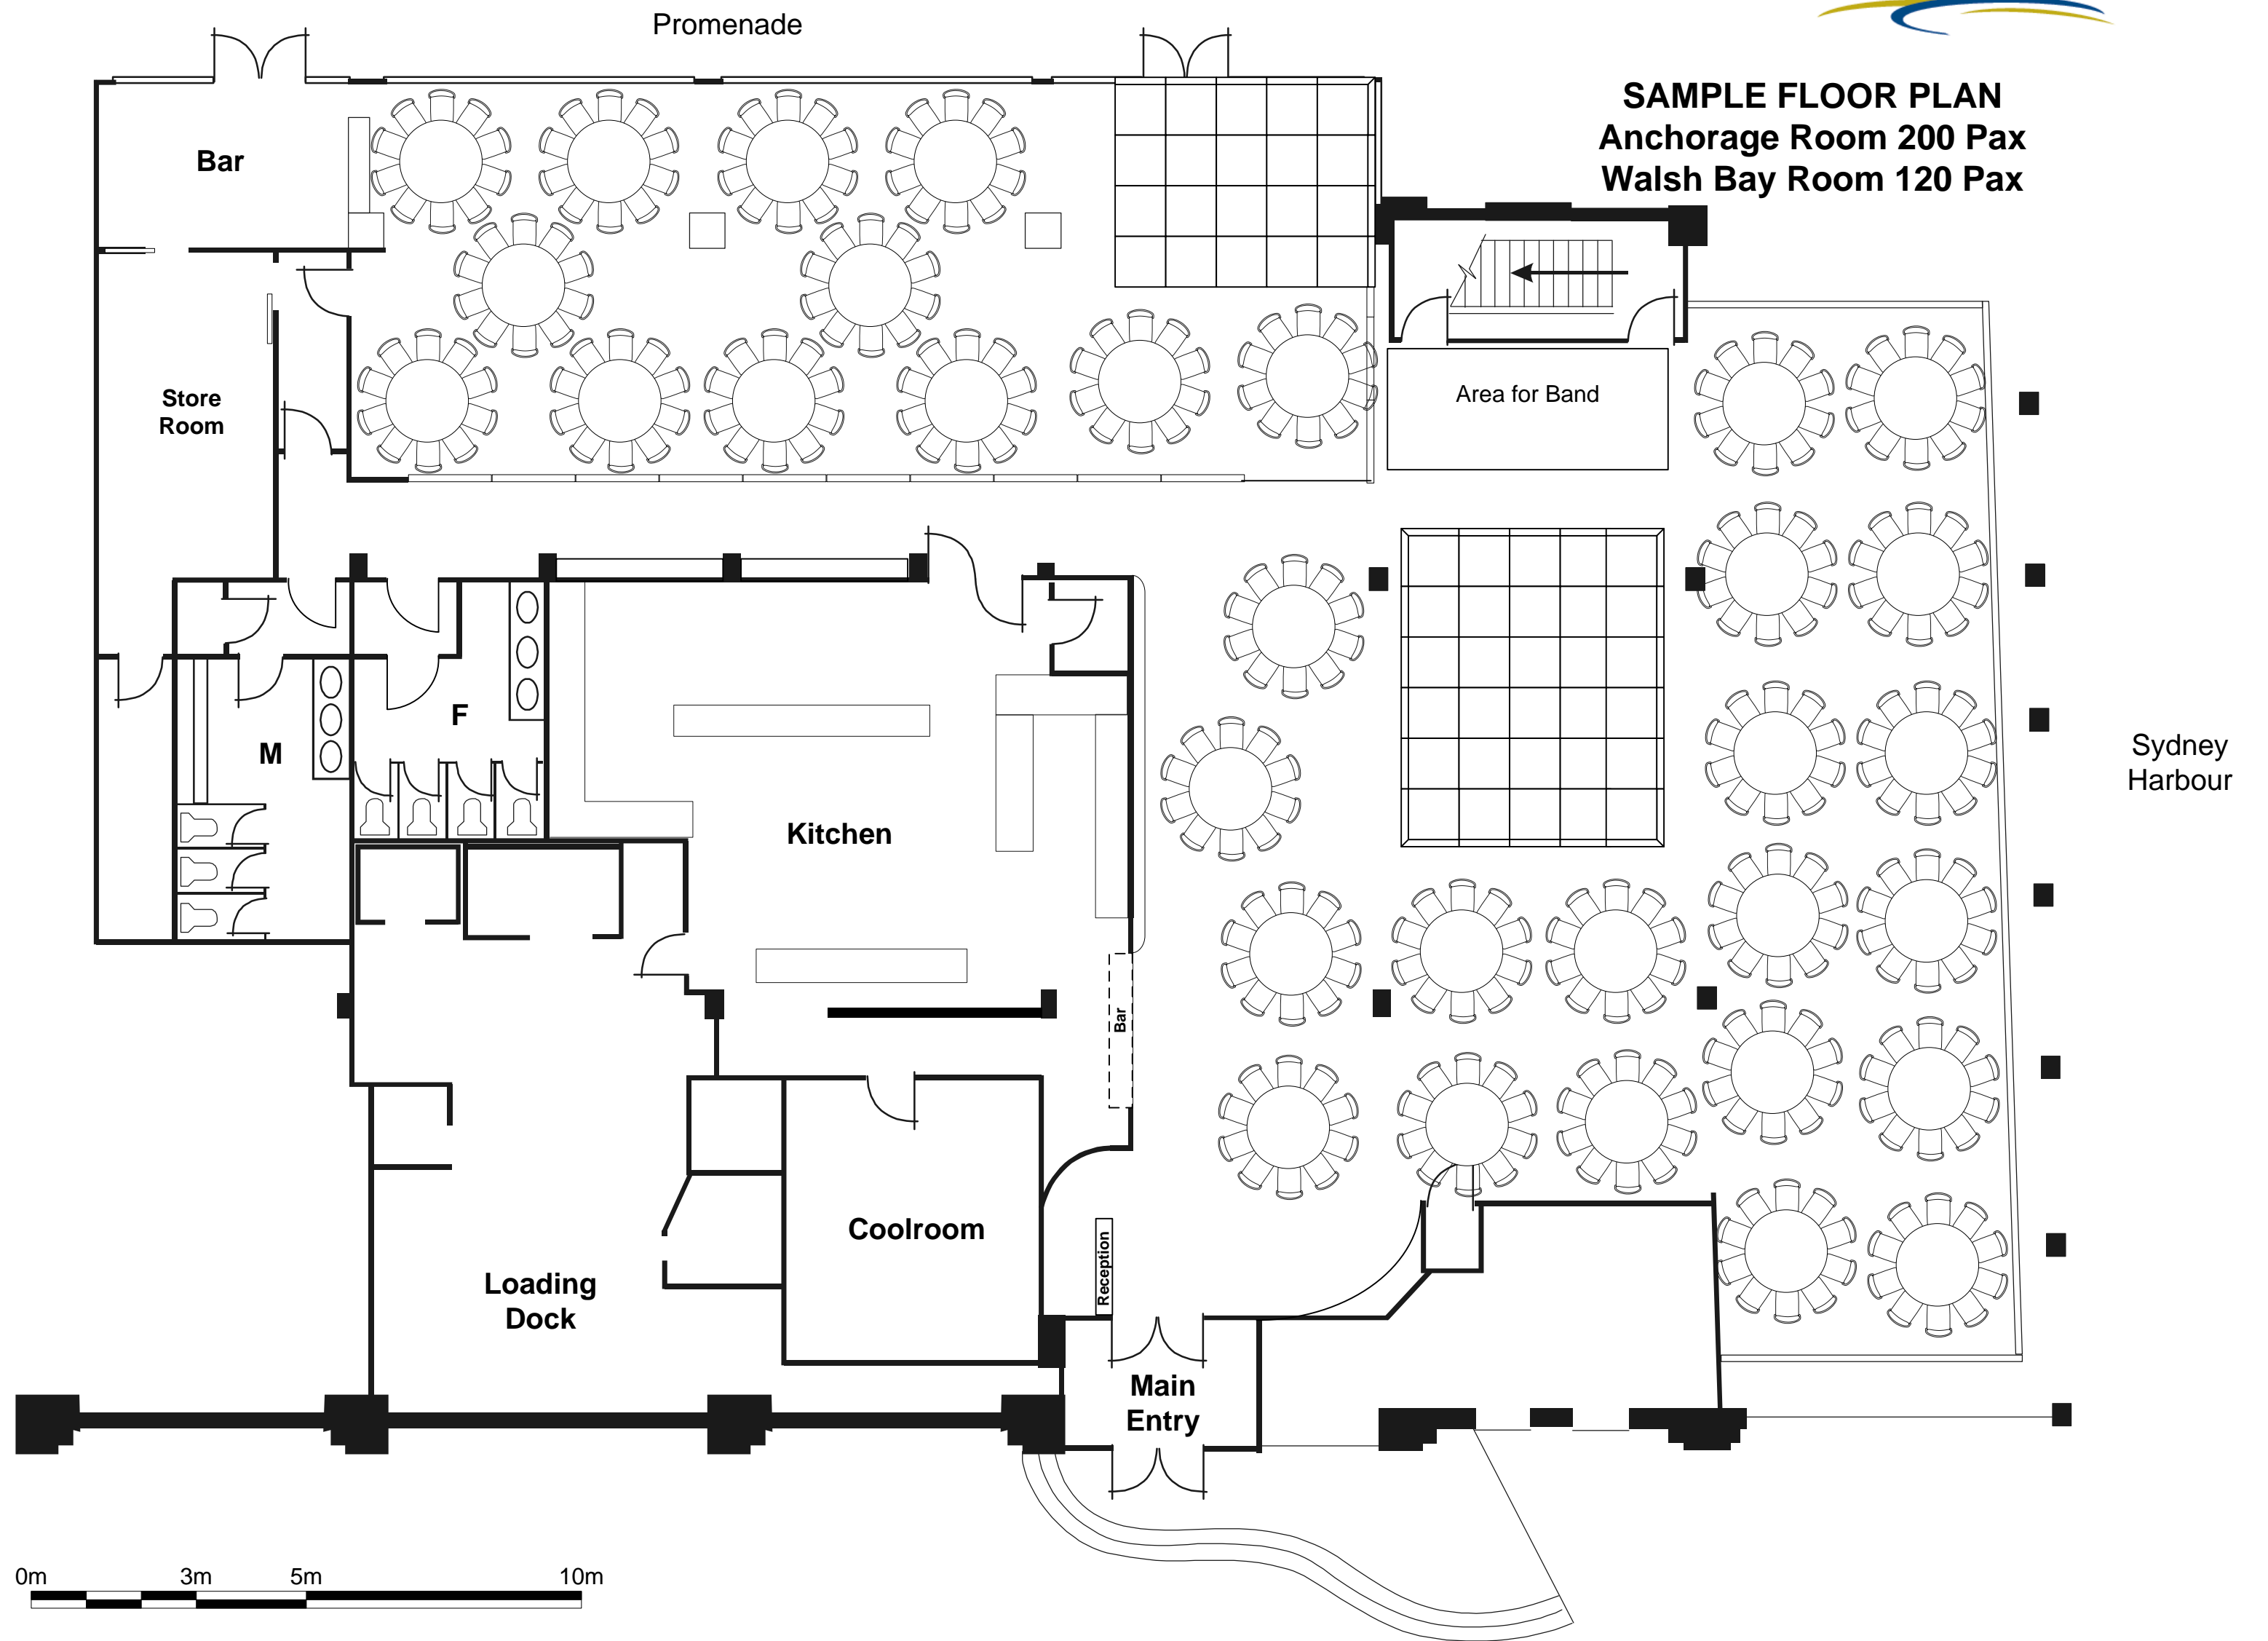 Promenade
SAMPLE FLOOR PLAN
Anchorage Room 200 Pax
Walsh Bay Room 120 Pax
Bar
Area for Band
Store
Room
F
M
Sydney
Harbour
Kitchen
Bar
Coolroom
Reception
Loading
Dock
Main
Entry
0m 3m 5m 10m